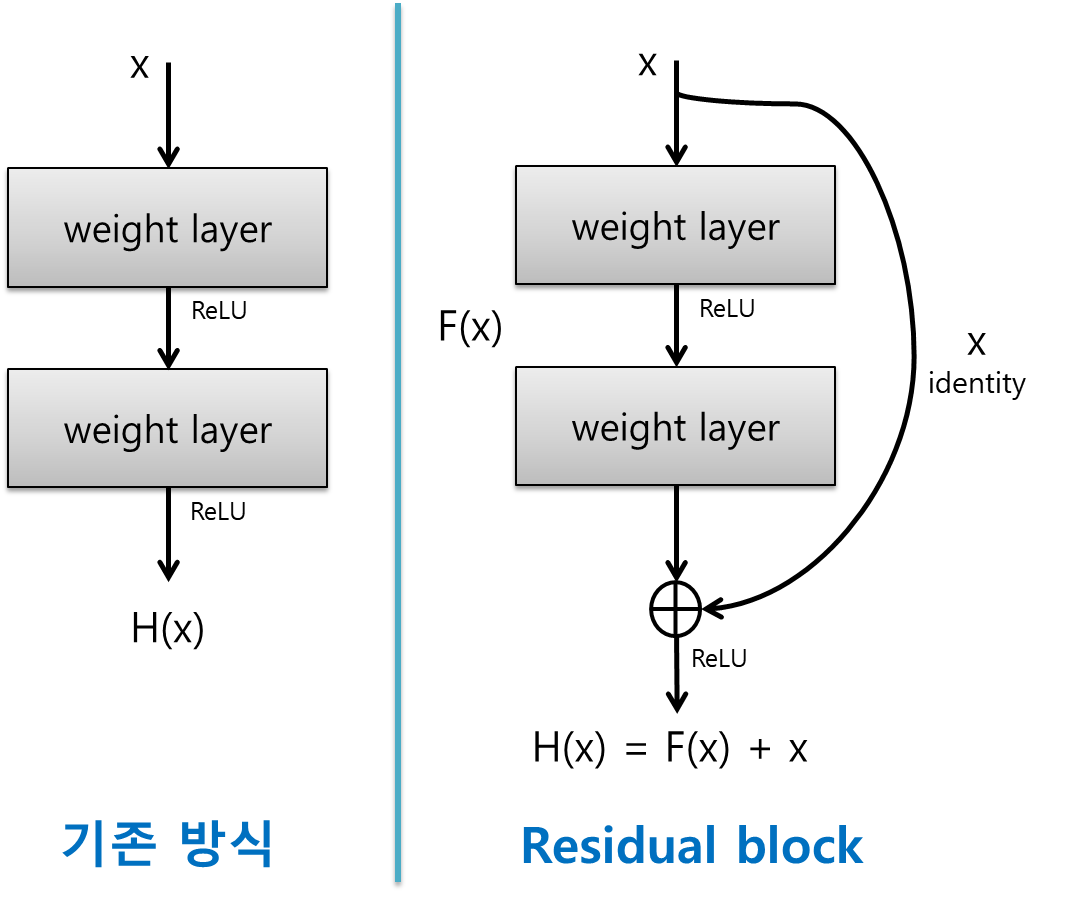 x
weight layer
ReLU
weight layer
ReLU
H(x)
기존 방식
x
weight layer
ReLU
F(x)
weight layer
x
identity
ReLU
H(x) = F(x) + x
Residual block